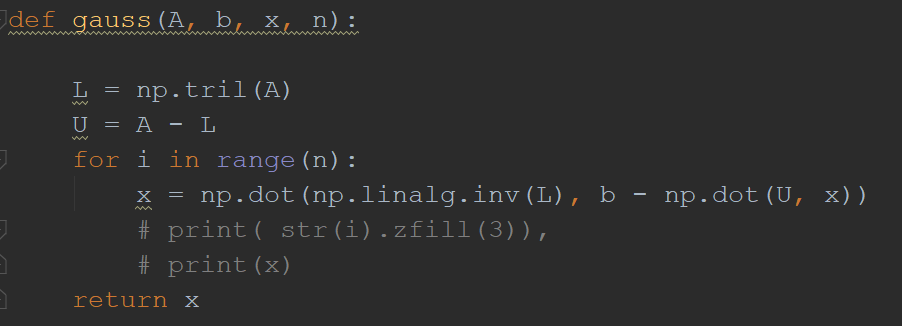 def gauss(A, b, x, n):
    L = np.tril(A)
    U = A - L
    for i in range(n):
        x = np.dot(np.linalg.inv(L), b - np.dot(U, x))
        # print( str(i).zfill(3)),
        # print(x)
    return x